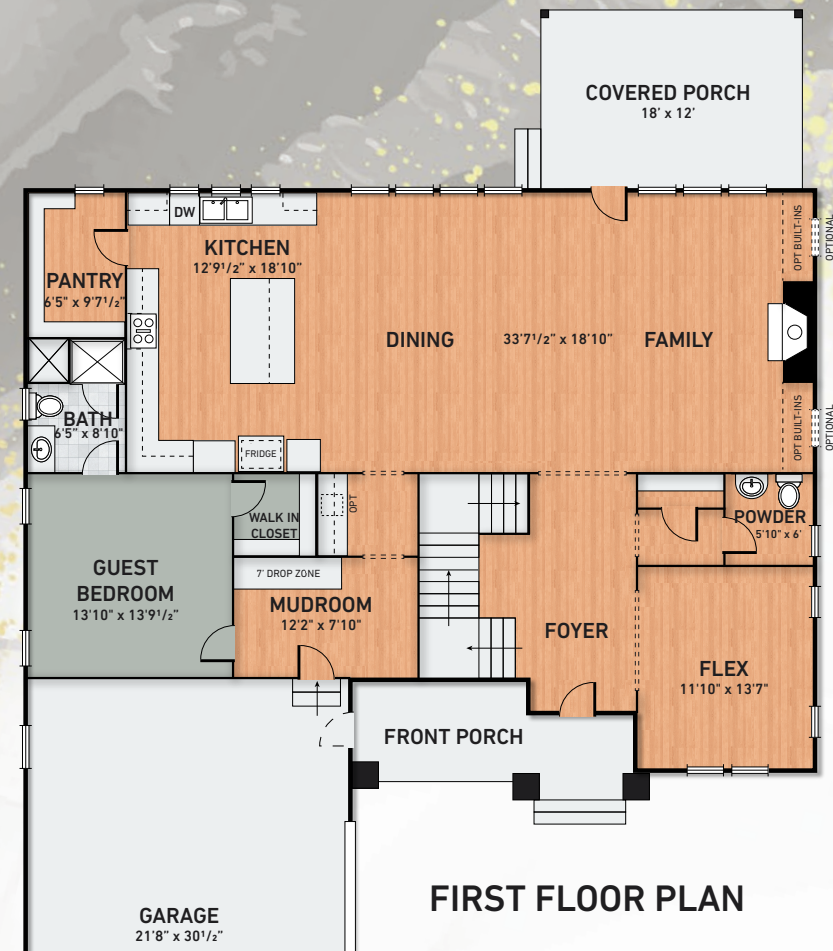 COVERED PORCH
18' x 12'
DW
KITCHEN
12'9 1/2" x 18'10"
PANTRY
6'5" x 9'7 1/2"
OPT BUILT-INS
OPTIONAL
DINING
33'7 1/2" x 18'10"
FAMILY
BATH
6'5" x 8'10"
FRIDGE
OPT BUILT-INS
OPTIONAL
WALK IN
CLOSET
OPT
POWDER
5'10" x 6'
GUEST
BEDROOM
13'10" x 13'9 1/2"
7' DROP ZONE
MUDROOM
12'2" x 7'10"
FOYER
FLEX
11'10" x 13'7"
FRONT PORCH
FIRST FLOOR PLAN
GARAGE
21'8" x 30 1/2"